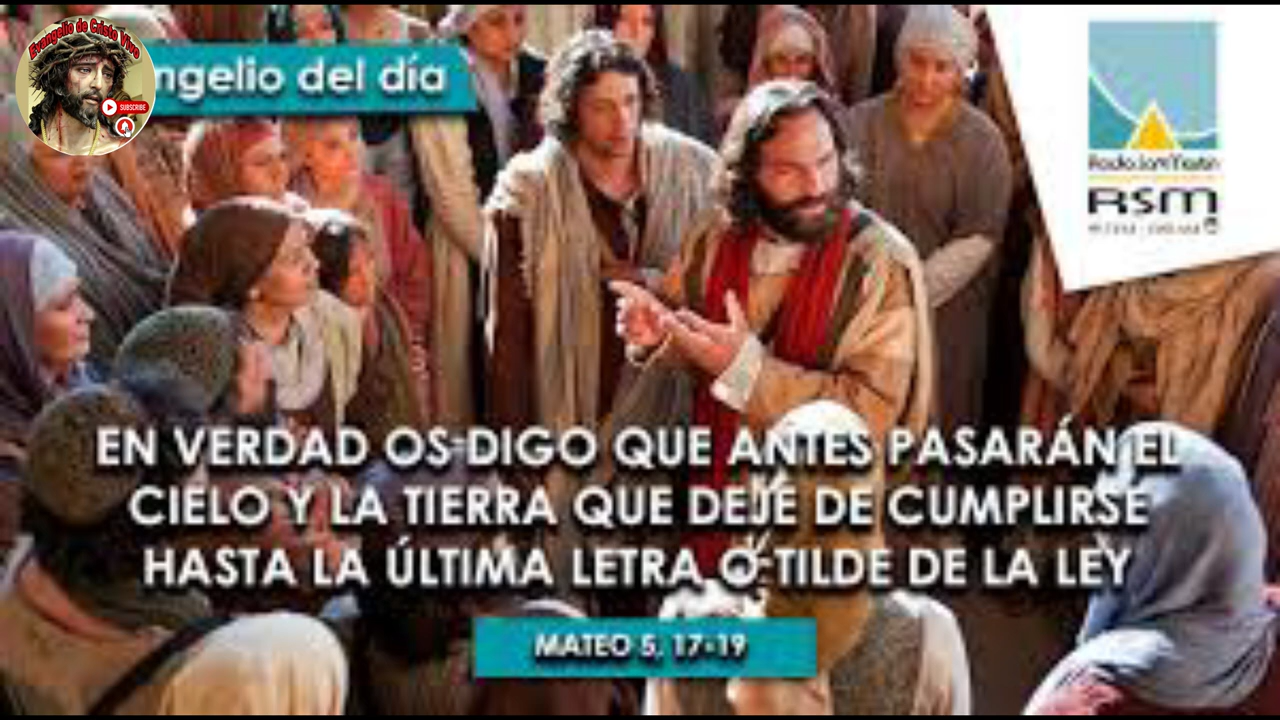 Evangelio de Cristo Vivo
SUBSCRIBE
ngelio del día
RSM
EN VERDAD OS DIGO QUE ANTES PASARÁN EL
CIELO Y LA TIERRA QUE DEJE DE CUMPLIRSE
HASTA LA ÚLTIMA LETRA O TILDE DE LA LEY
MATEO 5, 17-19